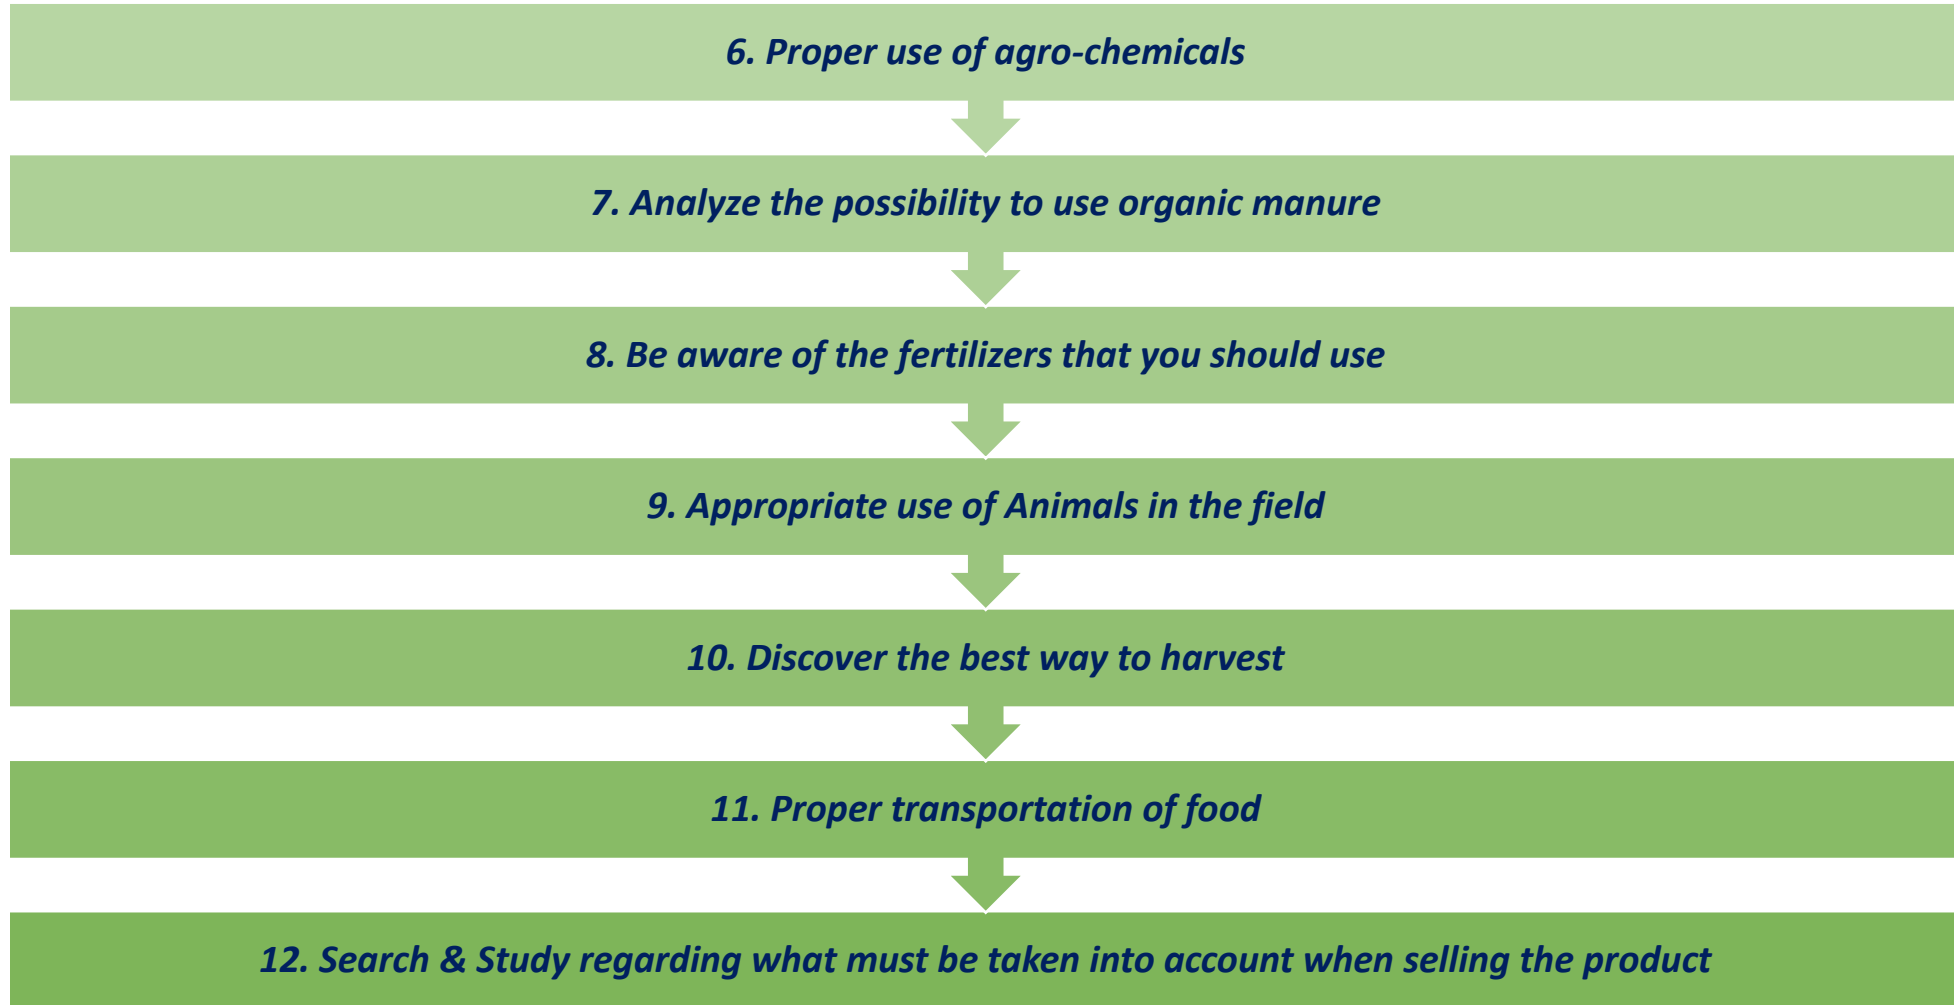 6. Proper use of agro-chemicals
7. Analyze the possibility to use organic manure
8. Be aware of the fertilizers that you should use
9. Appropriate use of Animals in the field
10. Discover the best way to harvest
11. Proper transportation of food
12. Search & Study regarding what must be taken into account when selling the product